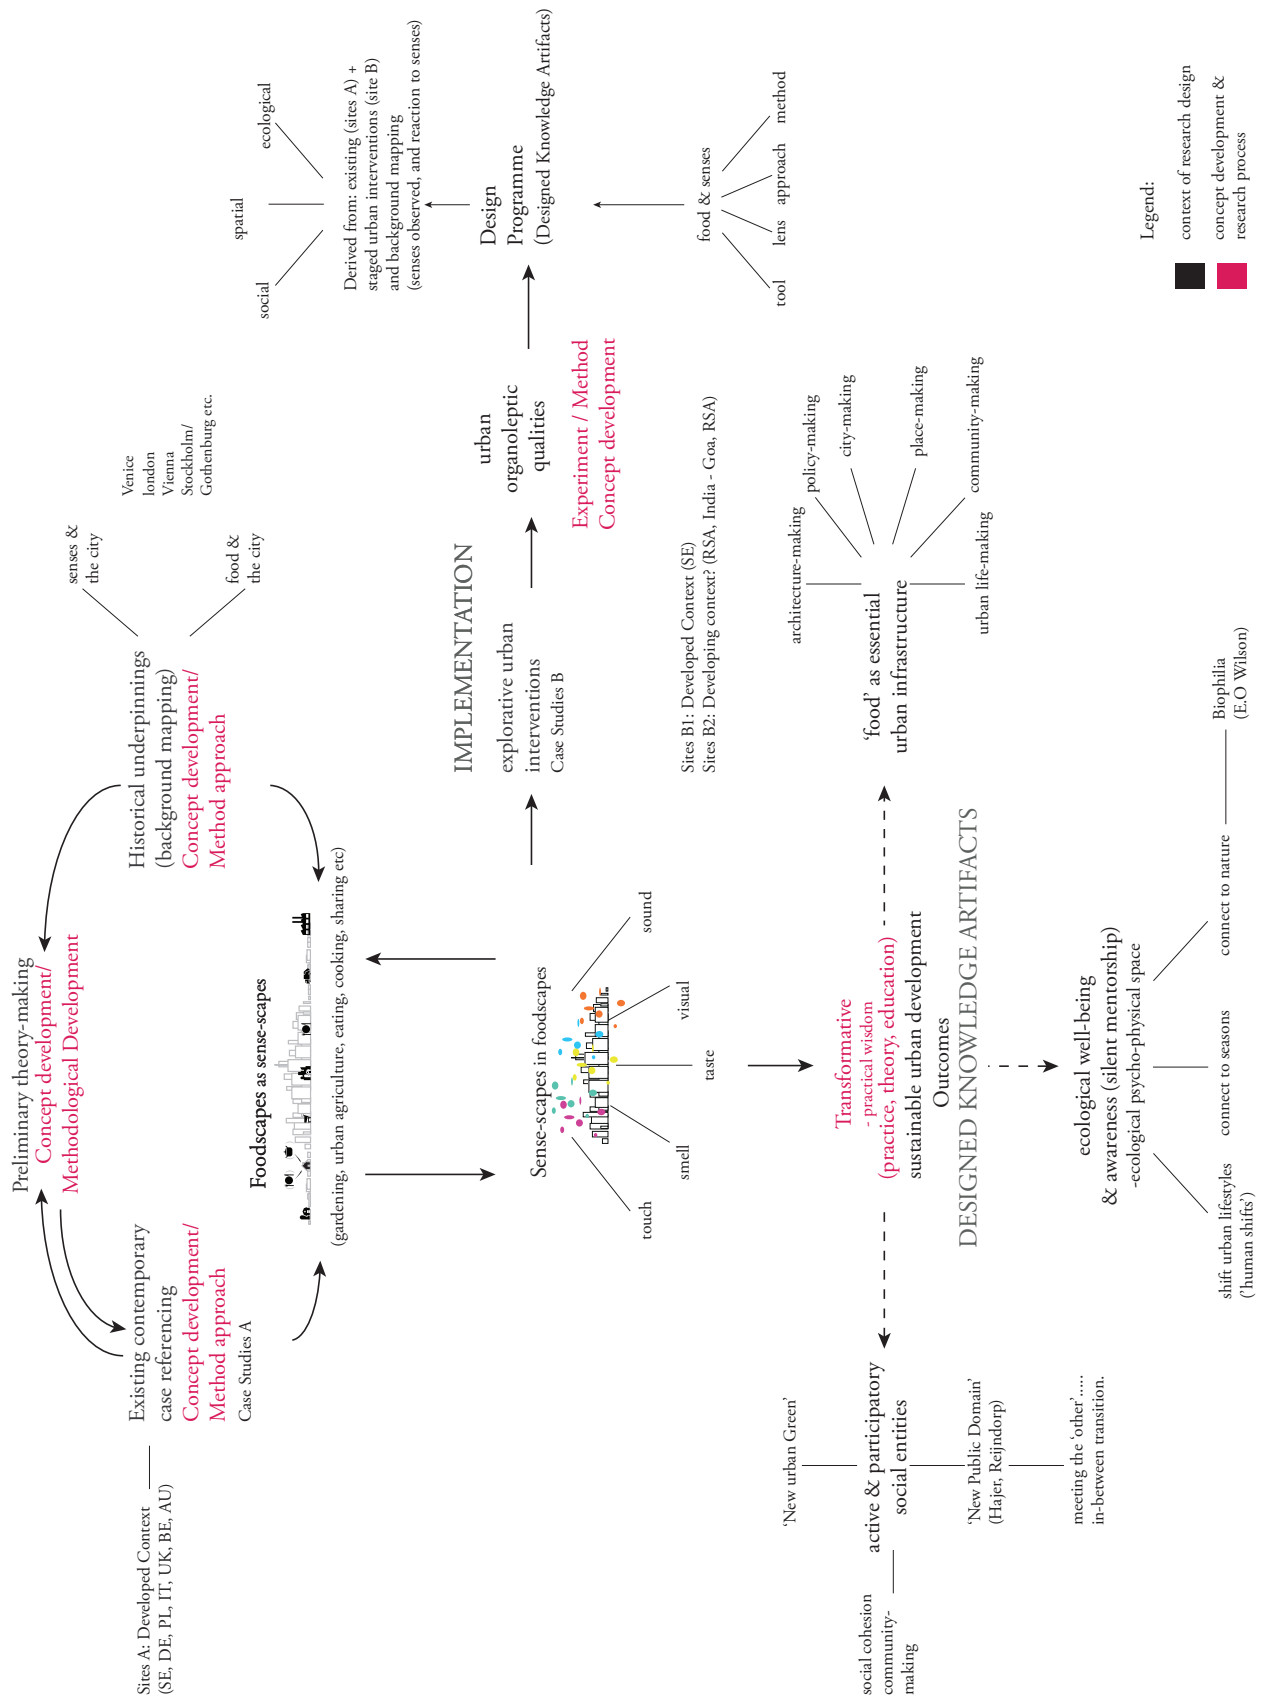 Sites A: Developed Context
(SE, DE, PL, IT, UK, BE, AU)
Existing contemporary
case referencing
Concept development/
Method approach
Case Studies A
Preliminary theory-making
Concept development/
Methodological Development
Historical underpinnings
(background mapping)
Concept development/
Method approach
senses &
the city
food &
the city
Venice
london
Vienna
Stockholm/
Gothenburg etc.
Foodscapes as sense-scapes
(gardening, urban agriculture, eating, cooking, sharing etc)
Sense-scapes in foodscapes
touch
smell
taste
visual
sound
IMPLEMENTATION
explorative urban
interventions
Case Studies B
urban
organoleptic
qualities
Experiment / Method
Concept development
Sites B1: Developed Context (SE)
Sites B2: Developing context? (RSA, India - Goa, RSA)
social
spatial
ecological
Derived from: existing (sites A) +
staged urban interventions (site B)
and background mapping
(senses observed, and reaction to senses)
Design
Programme
(Designed Knowledge Artifacts)
food & senses
tool
lens
approach
method
Transformative
- practical wisdom
(practice, theory, education)
sustainable urban development
Outcomes
DESIGNED KNOWLEDGE ARTIFACTS
'New urban Green'
active & participatory
social entities
social cohesion
community-
making
'New Public Domain'
(Hajer, Reijndorp)
meeting the 'other'.....
in-between transition.
'food' as essential
urban infrastructure
architecture-making
policy-making
city-making
place-making
community-making
urban life-making
ecological well-being
& awareness (silent mentorship)
-ecological psycho-physical space
shift urban lifestyles
('human shifts')
connect to seasons
connect to nature
Biophilia
(E.O Wilson)
Legend:
context of research design
concept development &
research process